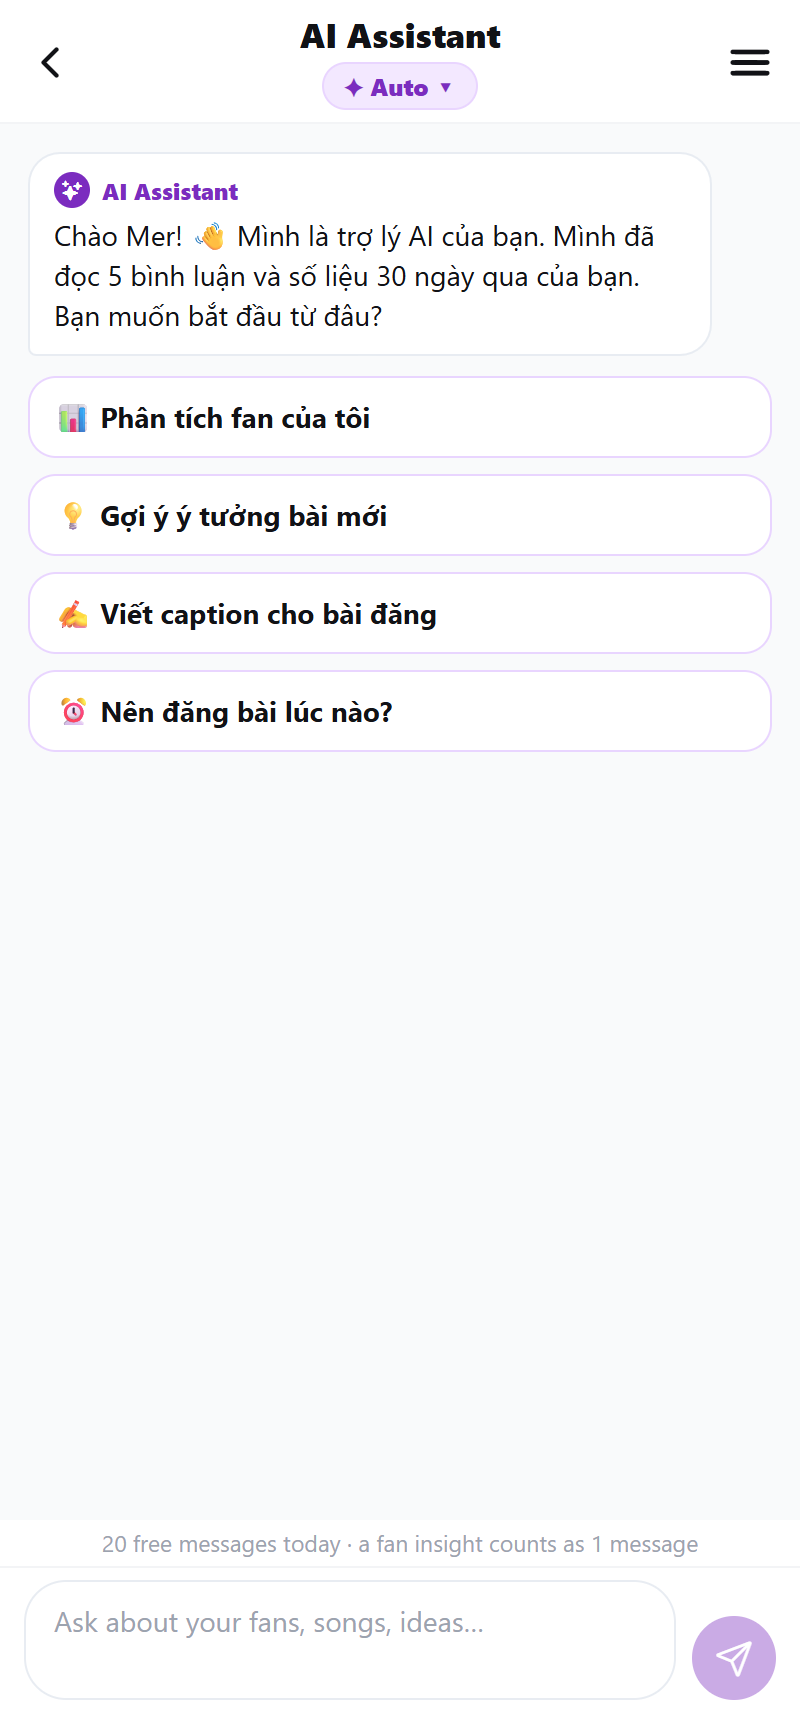 AI Assistant
✦ Auto ▼
AI Assistant
Chào Mer! 👋 Mình là trợ lý AI của bạn. Mình đã
đọc 5 bình luận và số liệu 30 ngày qua của bạn.
Bạn muốn bắt đầu từ đâu?
📊 Phân tích fan của tôi
💡 Gợi ý ý tưởng bài mới
✍️ Viết caption cho bài đăng
⏰ Nên đăng bài lúc nào?
20 free messages today · a fan insight counts as 1 message
Ask about your fans, songs, ideas...